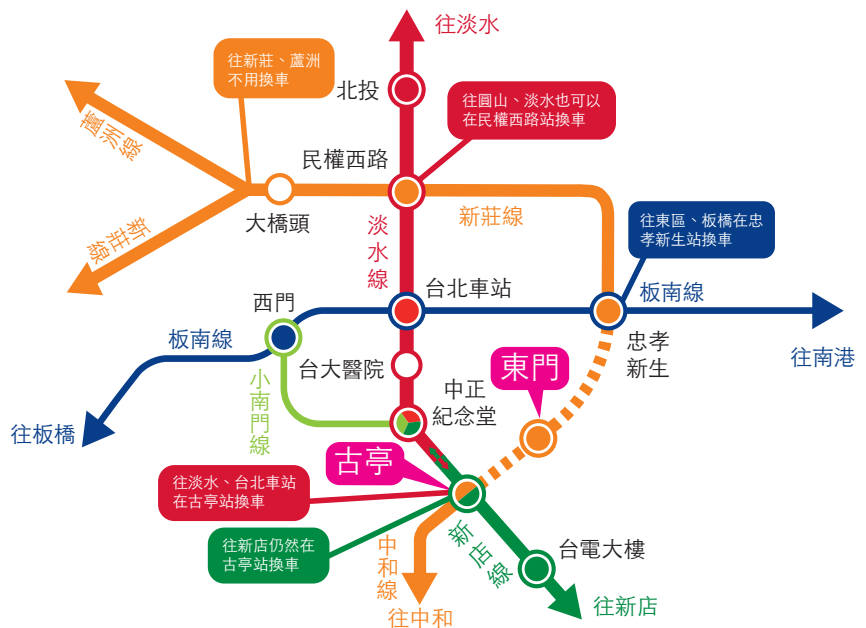 往淡水
往新莊、蘆洲
不用換車
北投
往圓山、淡水也可以
在民權西路站換車
蘆洲線
民權西路
大橋頭
淡水線
新莊線
往東區、板橋在忠
孝新生站換車
新莊線
西門
台北車站
板南線
板南線
忠孝
新生
往南港
台大醫院
東門
小南門線
中正
紀念堂
往板橋
古亭
往淡水、台北車站
在古亭站換車
往新店仍然在
古亭站換車
中和線
新店線
台電大樓
往中和
往新店